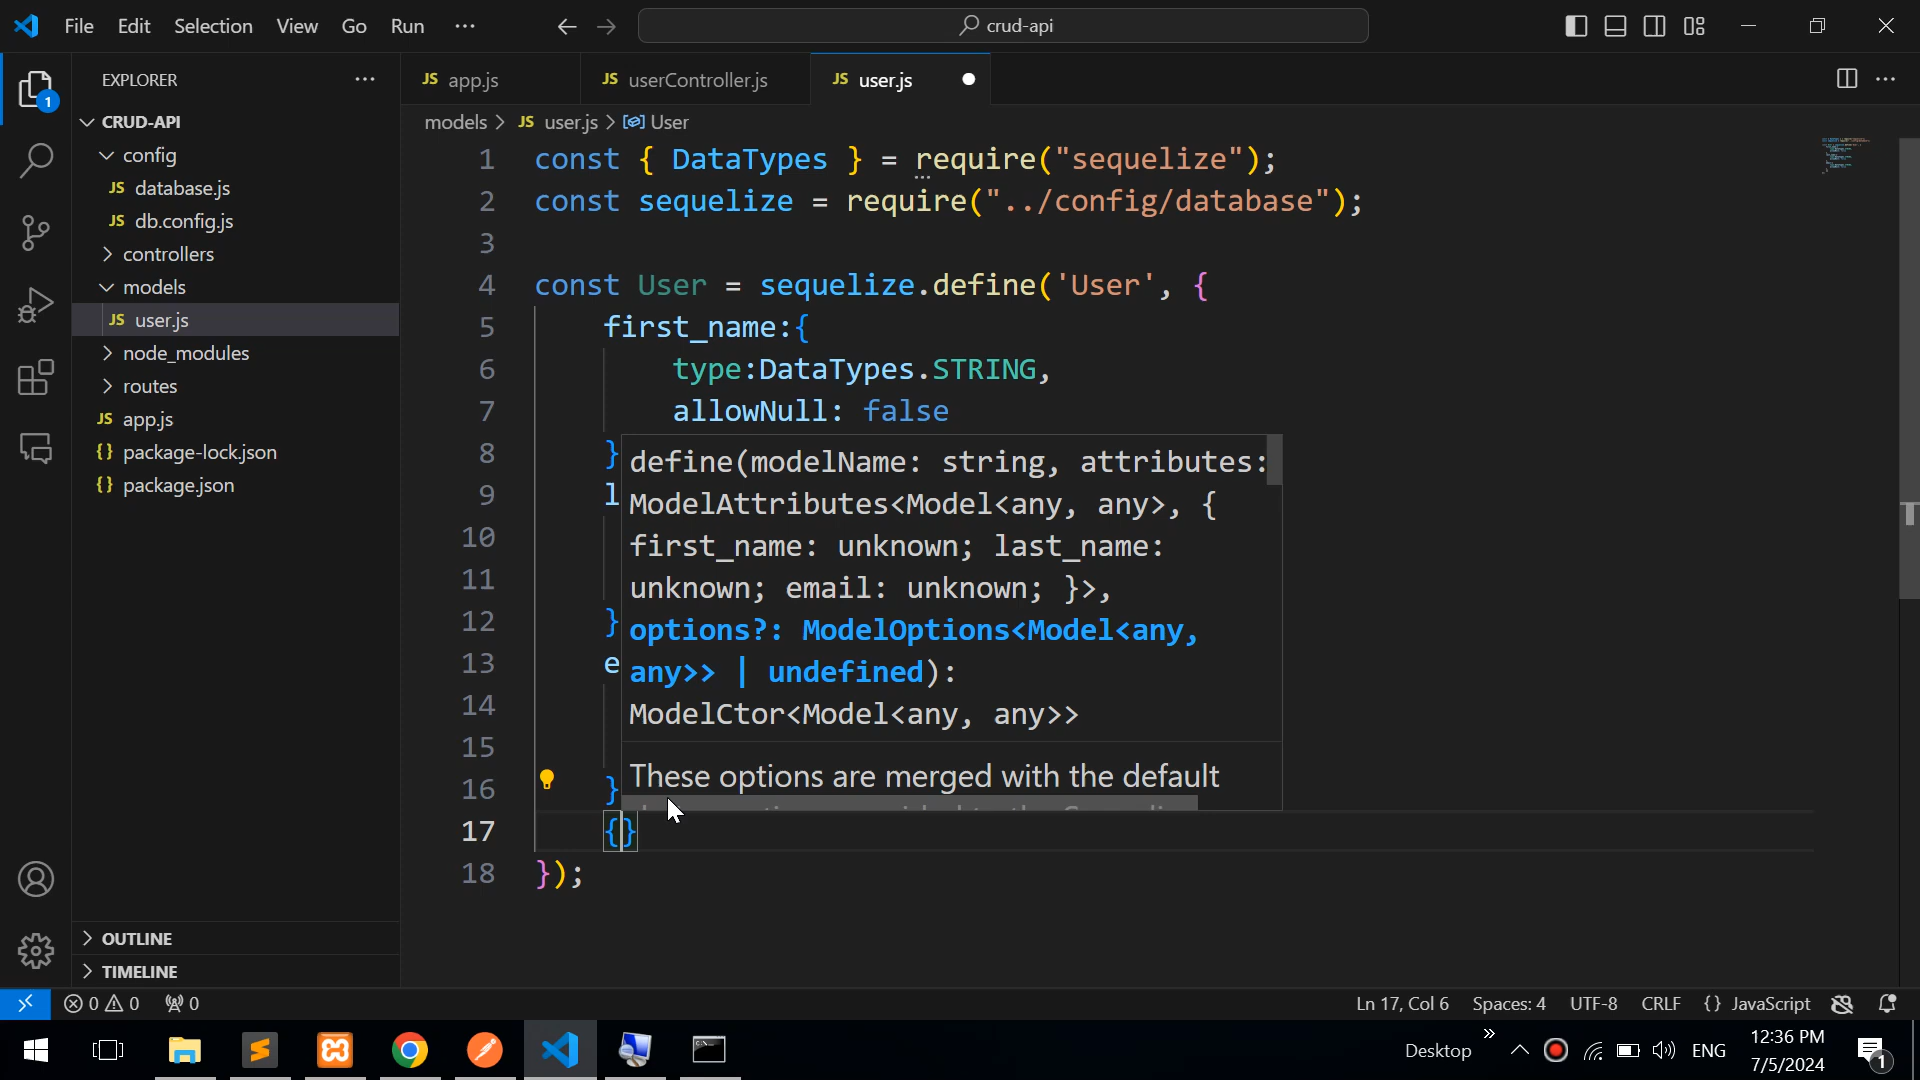 File Edit Selection View Go Run ···
crud-api
EXPLORER
JS app.js
JS userController.js
JS user.js
CRUD-API
models > JS user.js > User
config
JS database.js
JS db.config.js
controllers
models
JS user.js
node_modules
routes
JS app.js
{} package-lock.json
{} package.json
OUTLINE
TIMELINE
1 const { DataTypes } = require("sequelize");
2 const sequelize = require("../config/database");
3
4 const User = sequelize.define('User', {
5 first_name:{
6 type:DataTypes.STRING,
7 allowNull: false
8 }
9 l
10
11
12 }
13 e
14
15
16 }
17 {}
18 });
define(modelName: string, attributes:
ModelAttributes<Model<any, any>, {
first_name: unknown; last_name:
unknown; email: unknown; }>,
options?: ModelOptions<Model<any,
any>> | undefined):
ModelCtor<Model<any, any>>
These options are merged with the default
0 0 0
Ln 17, Col 6 Spaces: 4 UTF-8 CRLF {} JavaScript
1
Desktop
ENG
12:36 PM
7/5/2024
1